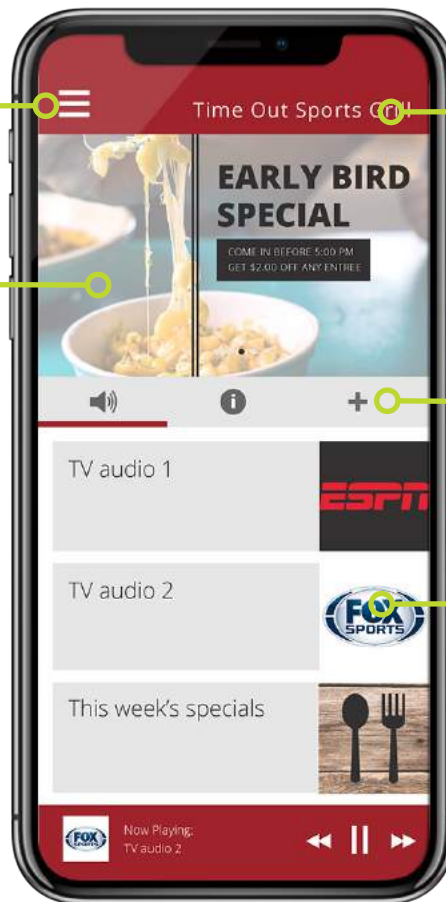 Time Out Sports Grill
EARLY BIRD
SPECIAL
COME IN BEFORE 5:00 PM
GET $2.00 OFF ANY ENTREE
TV audio 1
ESPN
TV audio 2
FOX
SPORTS
This week's specials
FOX
SPORTS
Now Playing:
TV audio 2